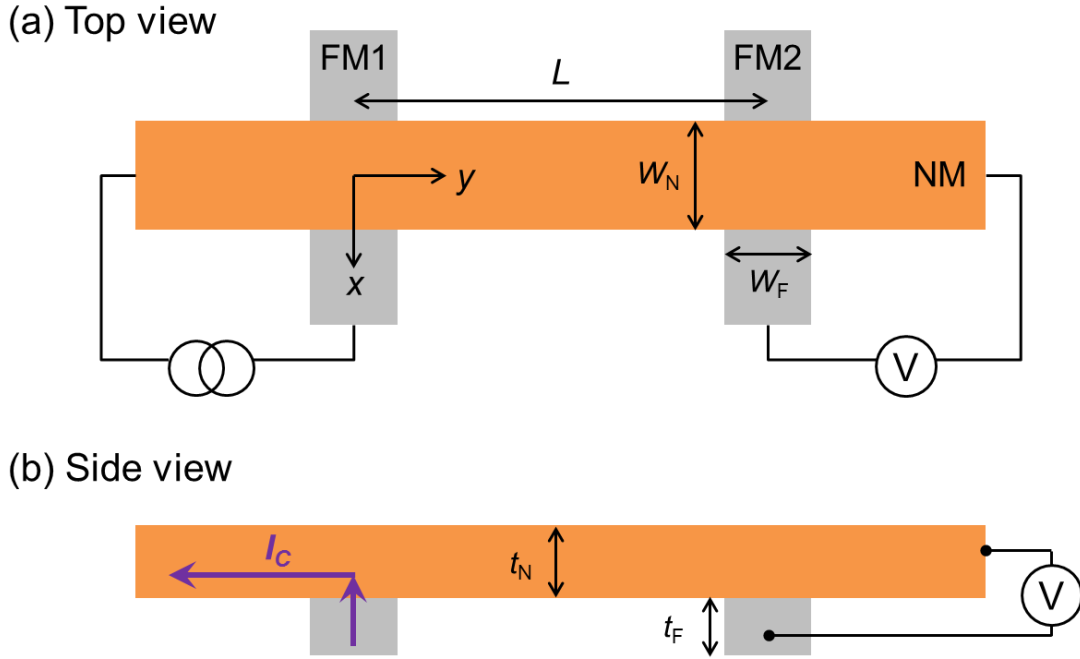 (a) Top view
FM1
FM2
L
W_N
y
NM
x
W_F
V
(b) Side view
I_C
t_N
t_F
V